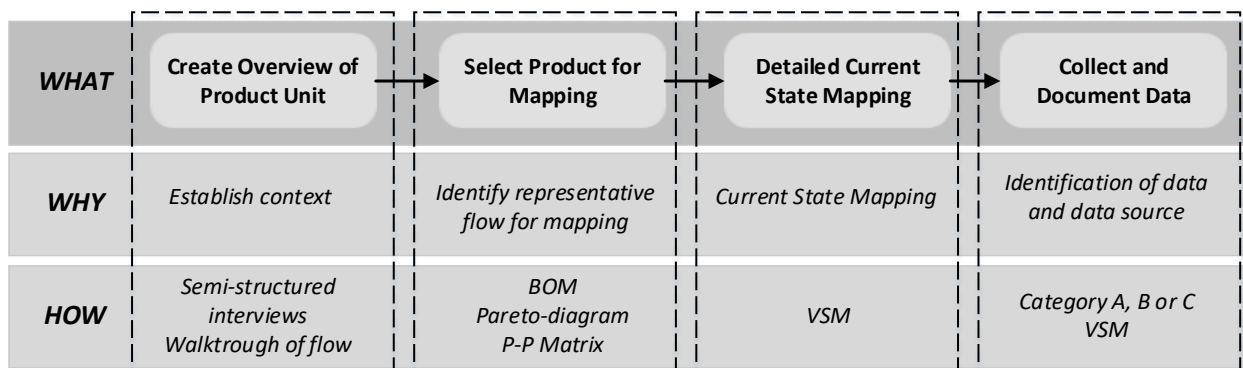 WHAT
Create Overview of
Product Unit
Select Product for
Mapping
Detailed Current
State Mapping
Collect and
Document Data
WHY
Establish context
Identify representative
flow for mapping
Current State Mapping
Identification of data
and data source
HOW
Semi-structured
interviews
Walktrough of flow
BOM
Pareto-diagram
P-P Matrix
VSM
Category A, B or C
VSM